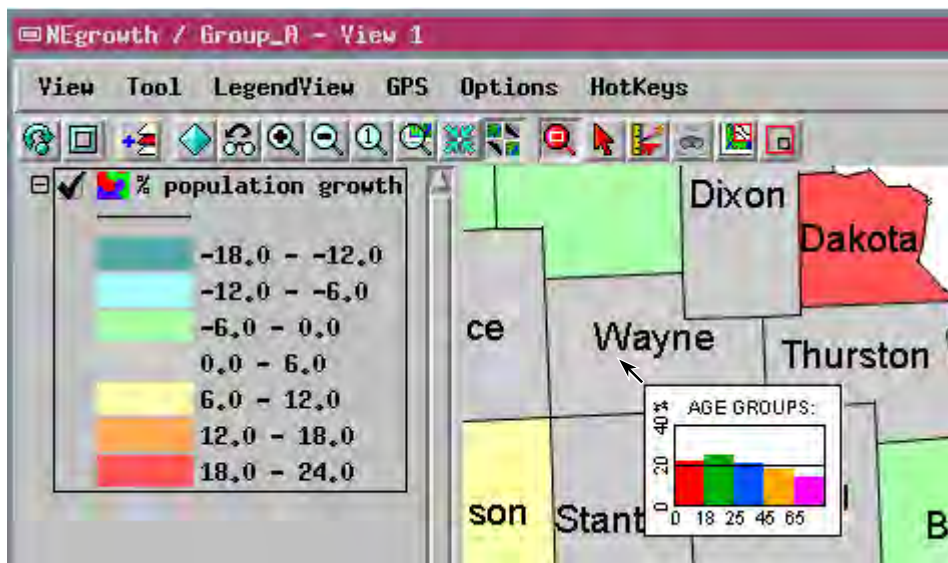 NEgrowth / Group_A - View 1
View Tool LegendView GPS Options HotKeys
1
% population growth
-18.0 - -12.0
-12.0 - -6.0
-6.0 - 0.0
0.0 - 6.0
6.0 - 12.0
12.0 - 18.0
18.0 - 24.0
Dixon
Dakota
ce
Wayne
Thurston
son
Stant
B
AGE GROUPS:
40 %
20
0
0 18 25 45 65